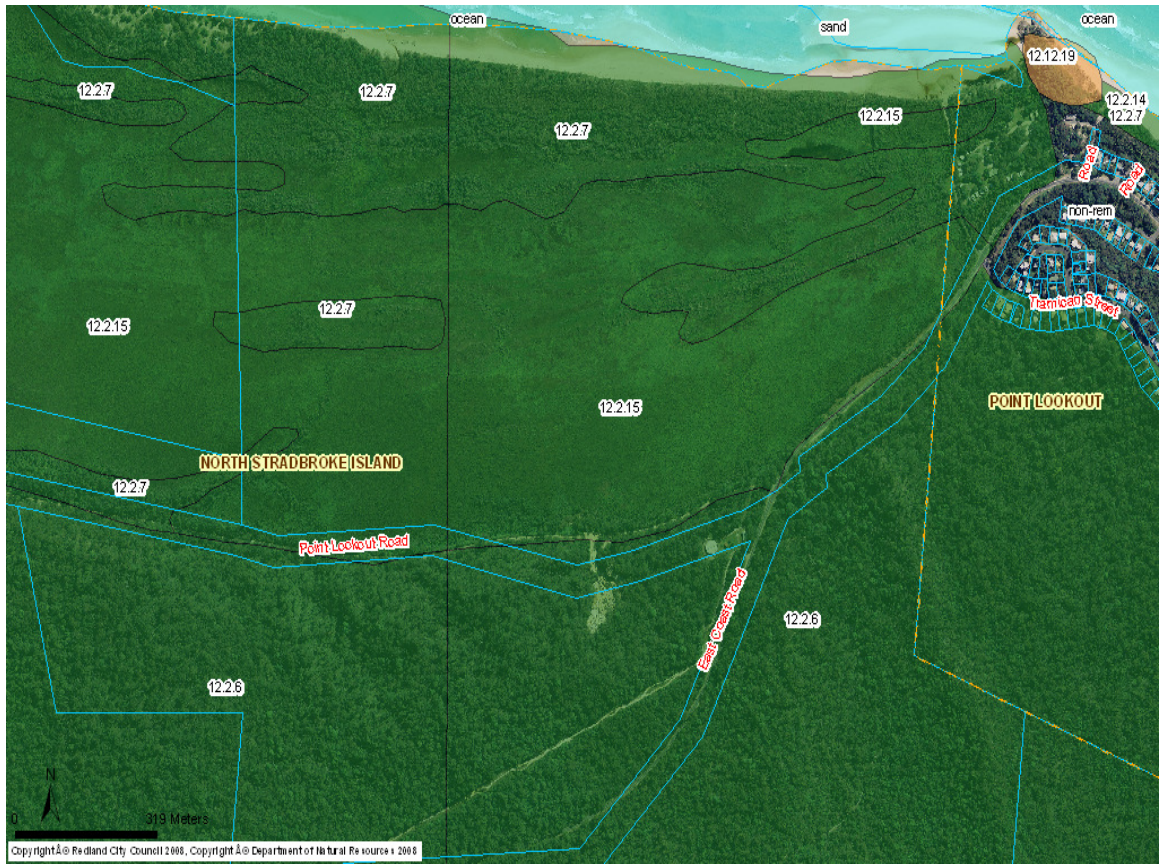 ocean
sand
ocean
12.12.19
12.2.7
12.2.7
12.2.7
12.2.15
12.2.14
12.2.7
Road
Road
non-rem
Tramican Street
12.2.7
12.2.15
12.2.15
POINT LOOKOUT
NORTH STRADBROKE ISLAND
12.2.7
Point Lookout Road
East Coast Road
12.2.6
12.2.6
N
0 319 Meters
Copyright Â© Redland City Council 2008, Copyright Â© Department of Natural Resources 2008